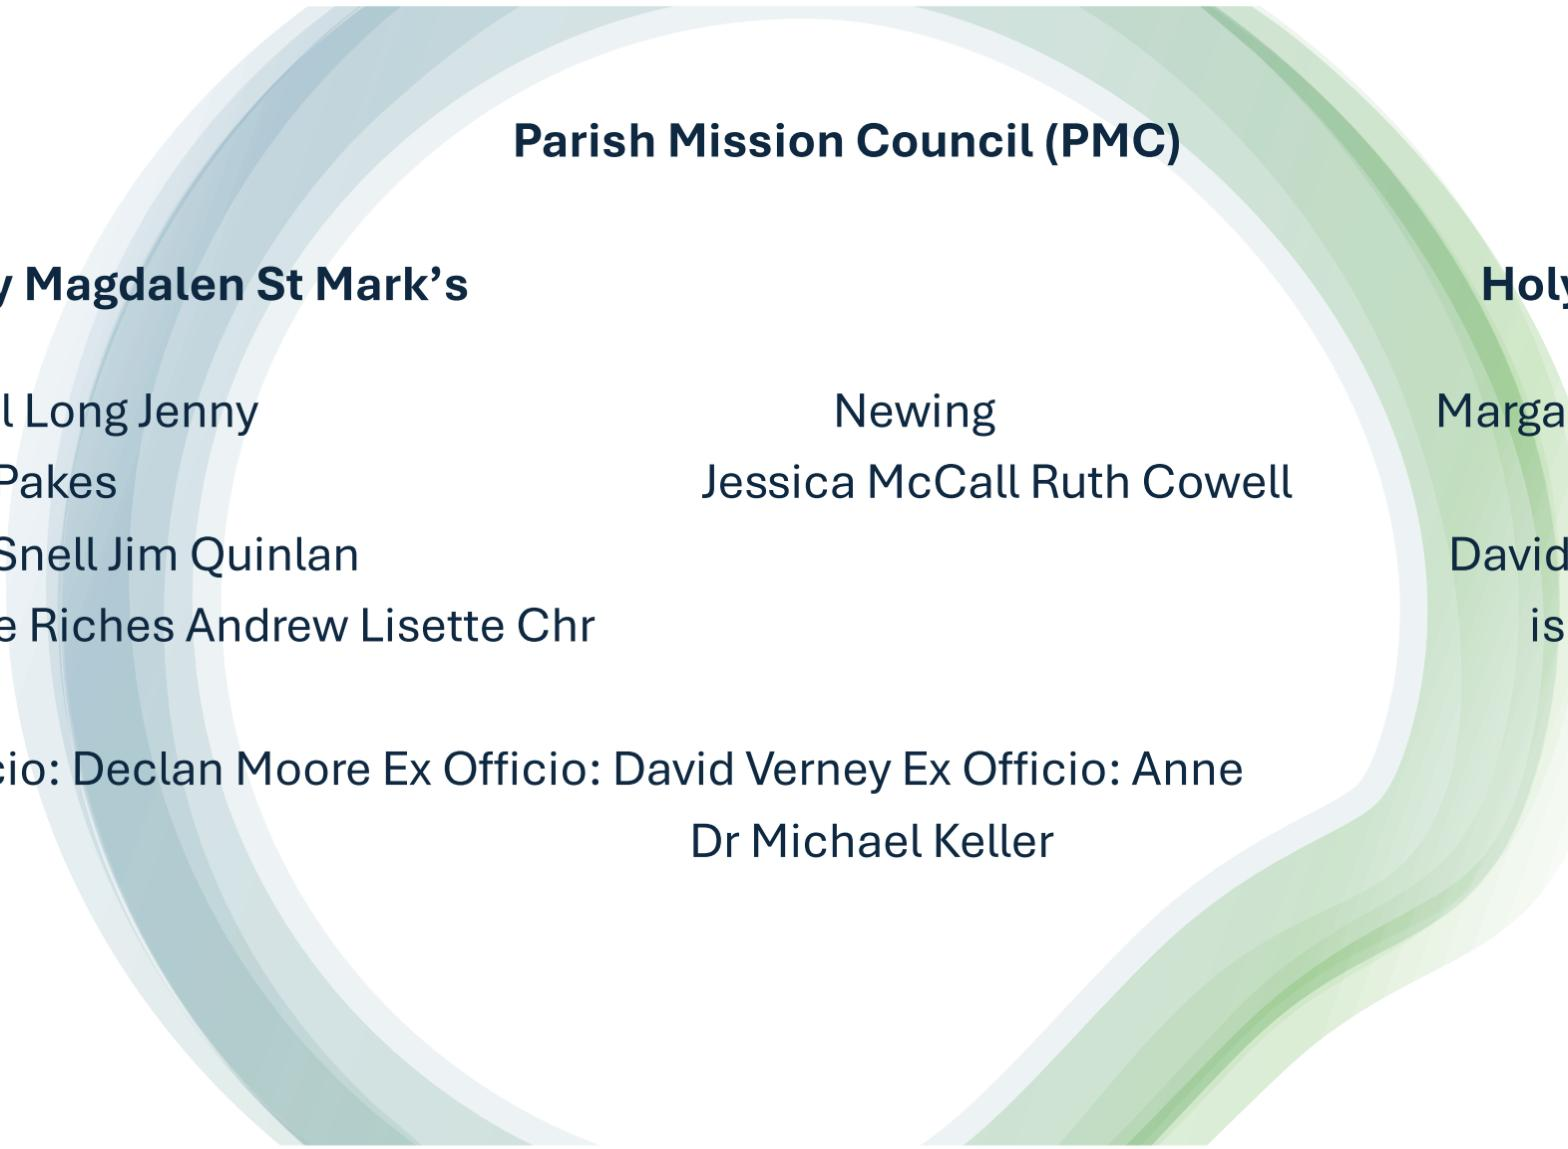 Parish Mission Council (PMC)
y Magdalen St Mark’s Holy
l Long Jenny Newing Marga
Pakes Jessica McCall Ruth Cowell
Snell Jim Quinlan David
e Riches Andrew Lisette Chr is
cio: Declan Moore Ex Officio: David Verney Ex Officio: Anne
Dr Michael Keller